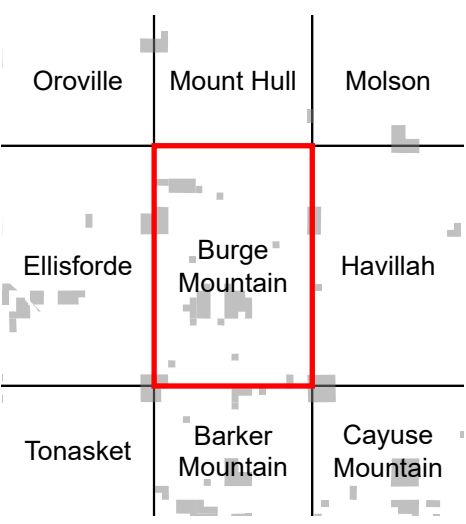 Oroville
Mount Hull
Molson
Ellisforde
Burge
Mountain
Havillah
Tonasket
Barker
Mountain
Cayuse
Mountain